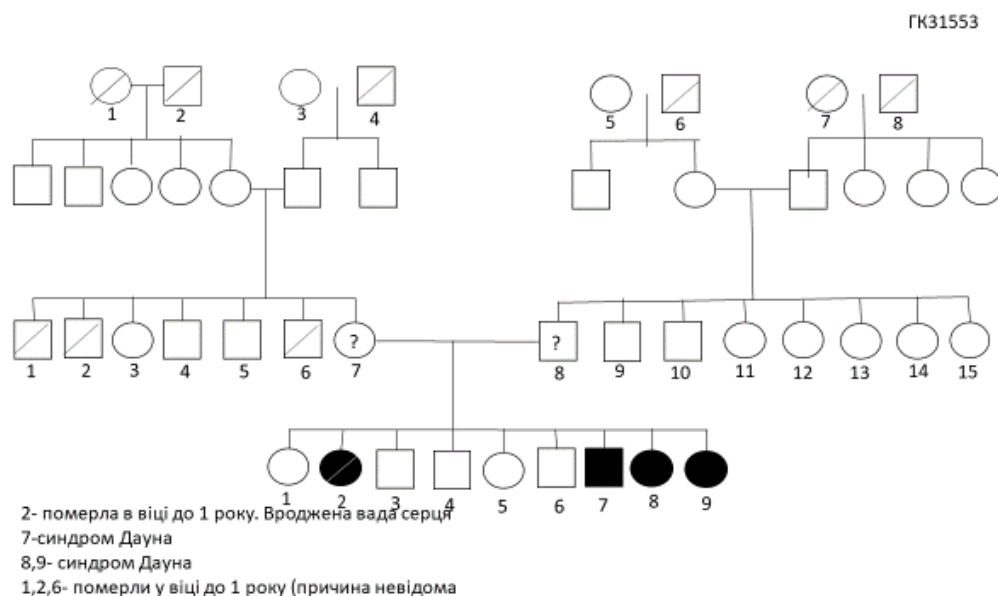 ГК31553
1 2 3 4 5 6 7 8
? ?
1 2 3 4 5 6 7 8 9 10 11 12 13 14 15
1 2 3 4 5 6 7 8 9
2- померла в віці до 1 року. Вроджена вада серця
7-синдром Дауна
8,9- синдром Дауна
1,2,6- померли у віці до 1 року (причина невідома